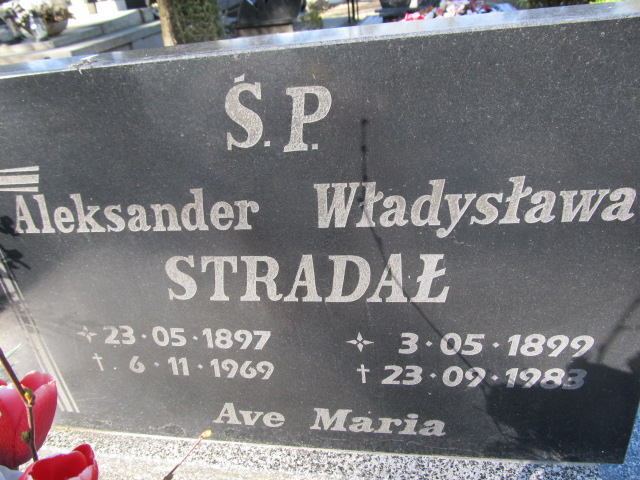 Ś.P.
Aleksander Władysława
STRADAŁ
✧ 23·05·1897 ✧ 3·05·1899
† 6·11·1969 † 23·09·1983
Ave Maria